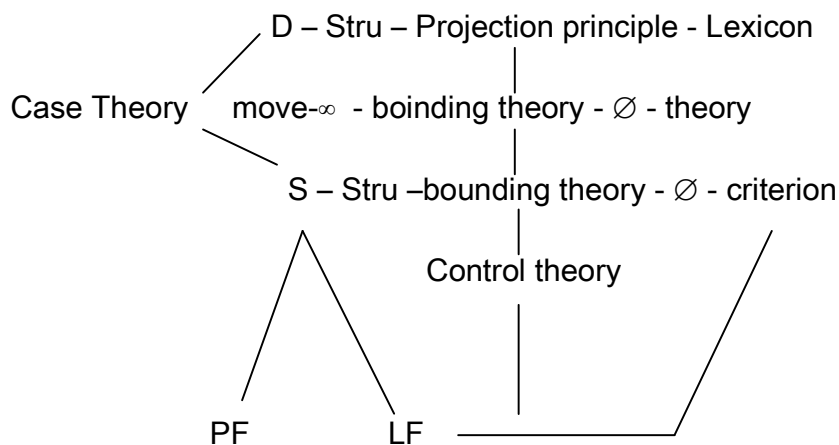 D – Stru – Projection principle - Lexicon
Case Theory move-∞ - boinding theory - ∅ - theory
S – Stru –bounding theory - ∅ - criterion
Control theory
PF LF